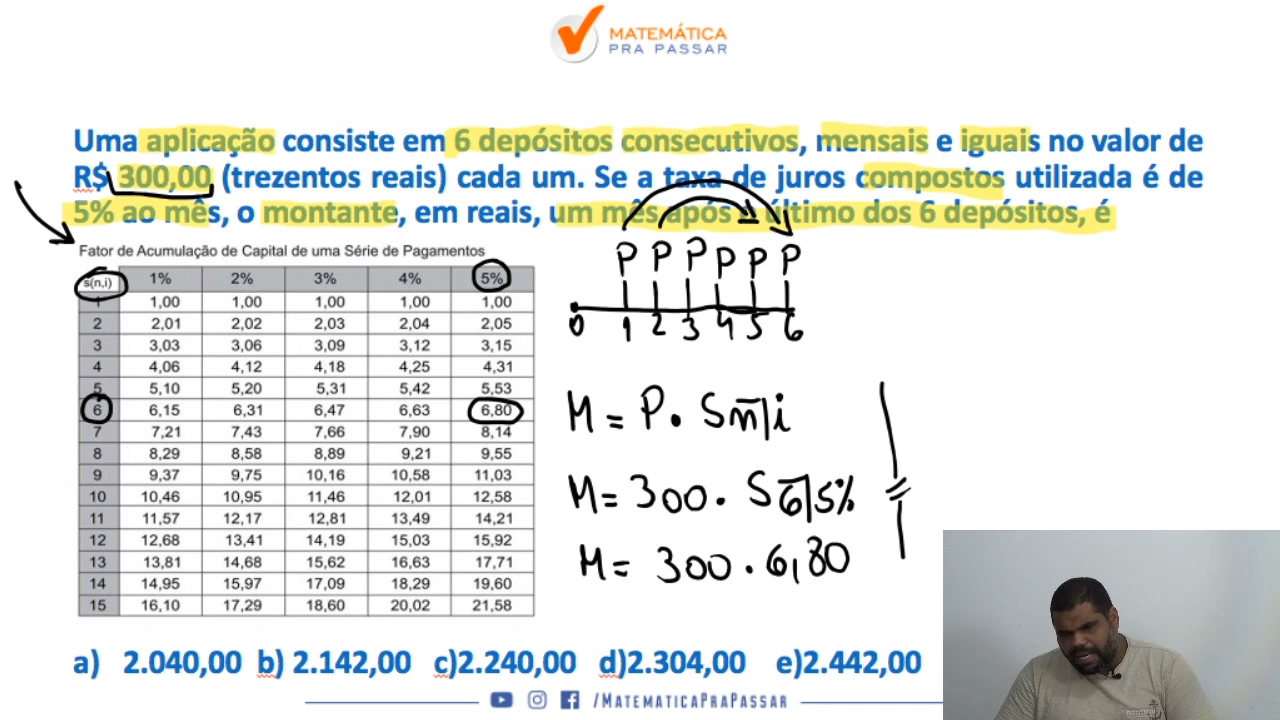 MATEMÁTICA
PRA PASSAR
Uma aplicação consiste em 6 depósitos consecutivos, mensais e iguais no valor de
R$ 300,00 (trezentos reais) cada um. Se a taxa de juros compostos utilizada é de
5% ao mês, o montante, em reais, um mês após o último dos 6 depósitos, é
Fator de Acumulação de Capital de uma Série de Pagamentos
s(n,i) 1% 2% 3% 4% 5%
1 1,00 1,00 1,00 1,00 1,00
2 2,01 2,02 2,03 2,04 2,05
3 3,03 3,06 3,09 3,12 3,15
4 4,06 4,12 4,18 4,25 4,31
5 5,10 5,20 5,31 5,42 5,53
6 6,15 6,31 6,47 6,63 6,80
7 7,21 7,43 7,66 7,90 8,14
8 8,29 8,58 8,89 9,21 9,55
9 9,37 9,75 10,16 10,58 11,03
10 10,46 10,95 11,46 12,01 12,58
11 11,57 12,17 12,81 13,49 14,21
12 12,68 13,41 14,19 15,03 15,92
13 13,81 14,68 15,62 16,63 17,71
14 14,95 15,97 17,09 18,29 19,60
15 16,10 17,29 18,60 20,02 21,58
P P P P P P
0 1 2 3 4 5 6
M = P . S n̅|i
M = 300 . S 6̅|5%
M = 300 . 6,80
a) 2.040,00 b) 2.142,00 c)2.240,00 d)2.304,00 e)2.442,00
/MATEMATICAPRAPASSAR